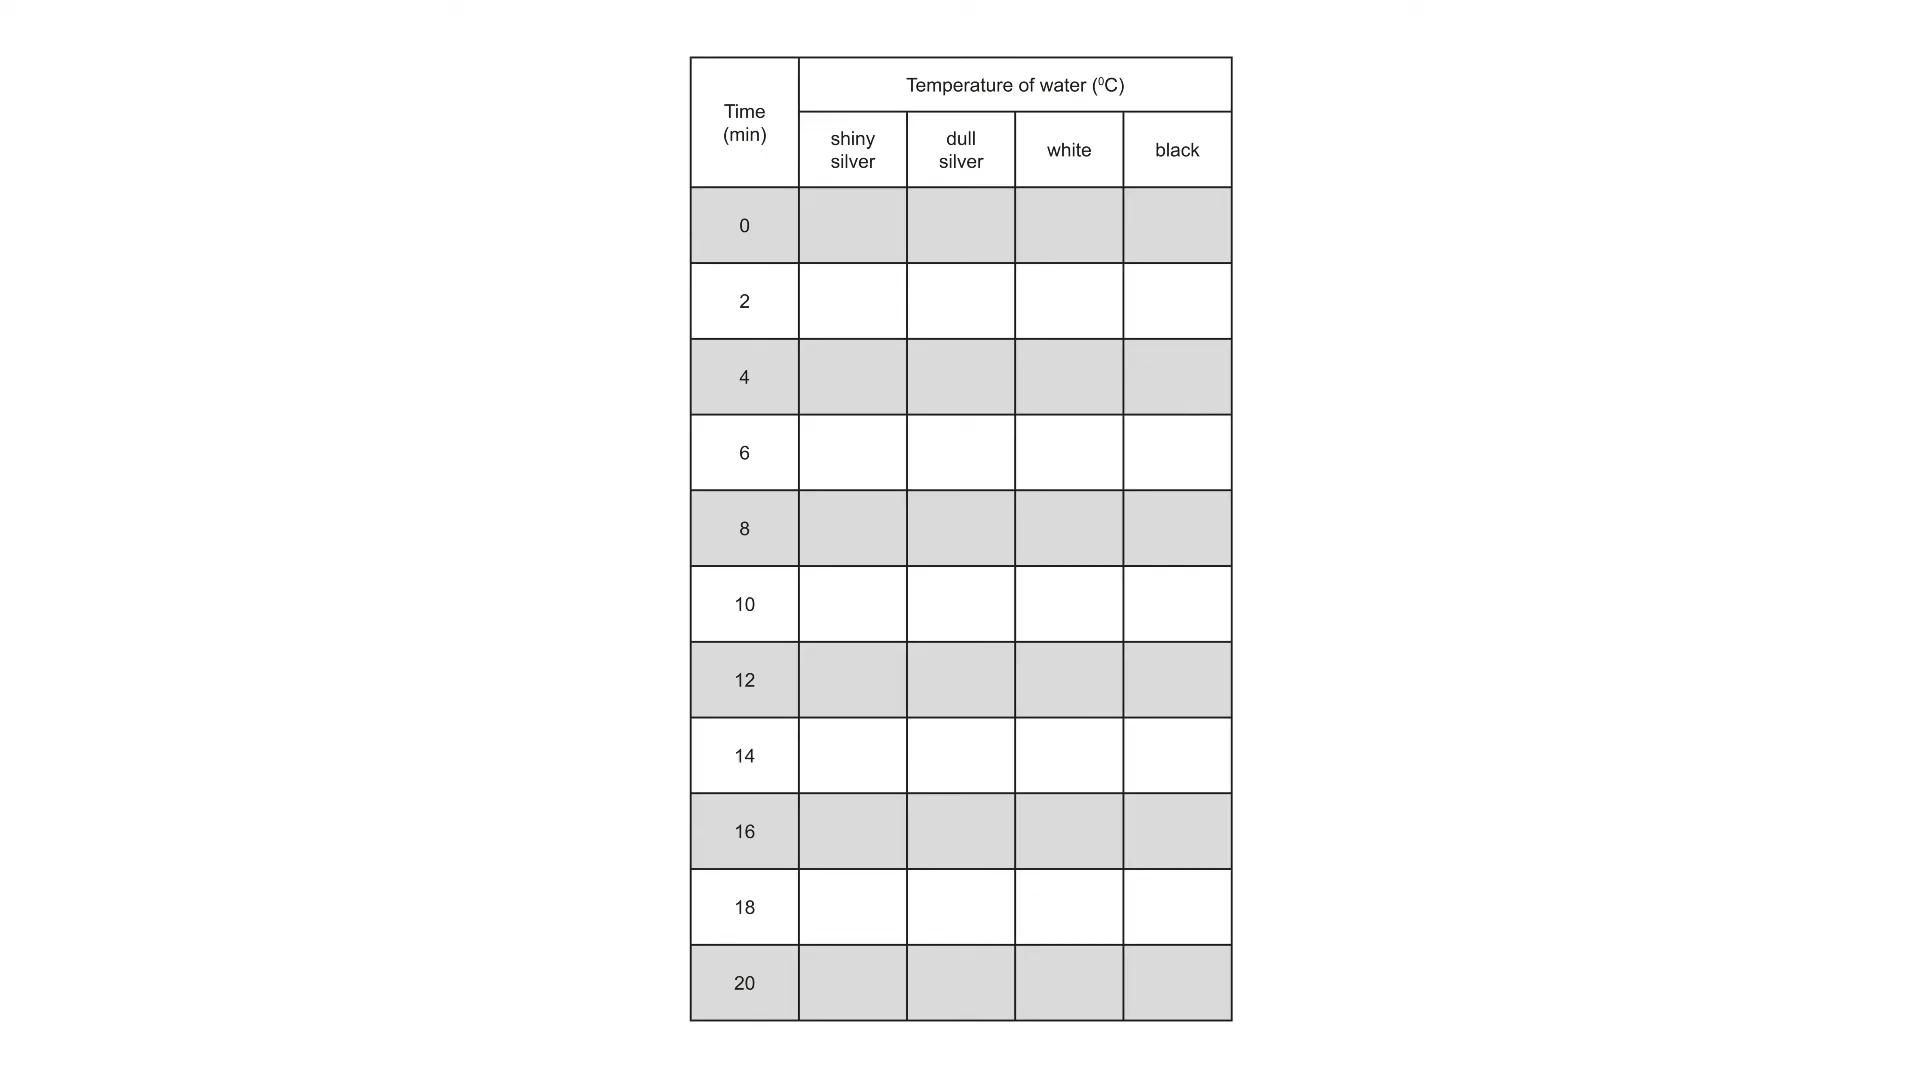 Time
(min)
Temperature of water (⁰C)
shiny
silver
dull
silver
white
black
0
2
4
6
8
10
12
14
16
18
20